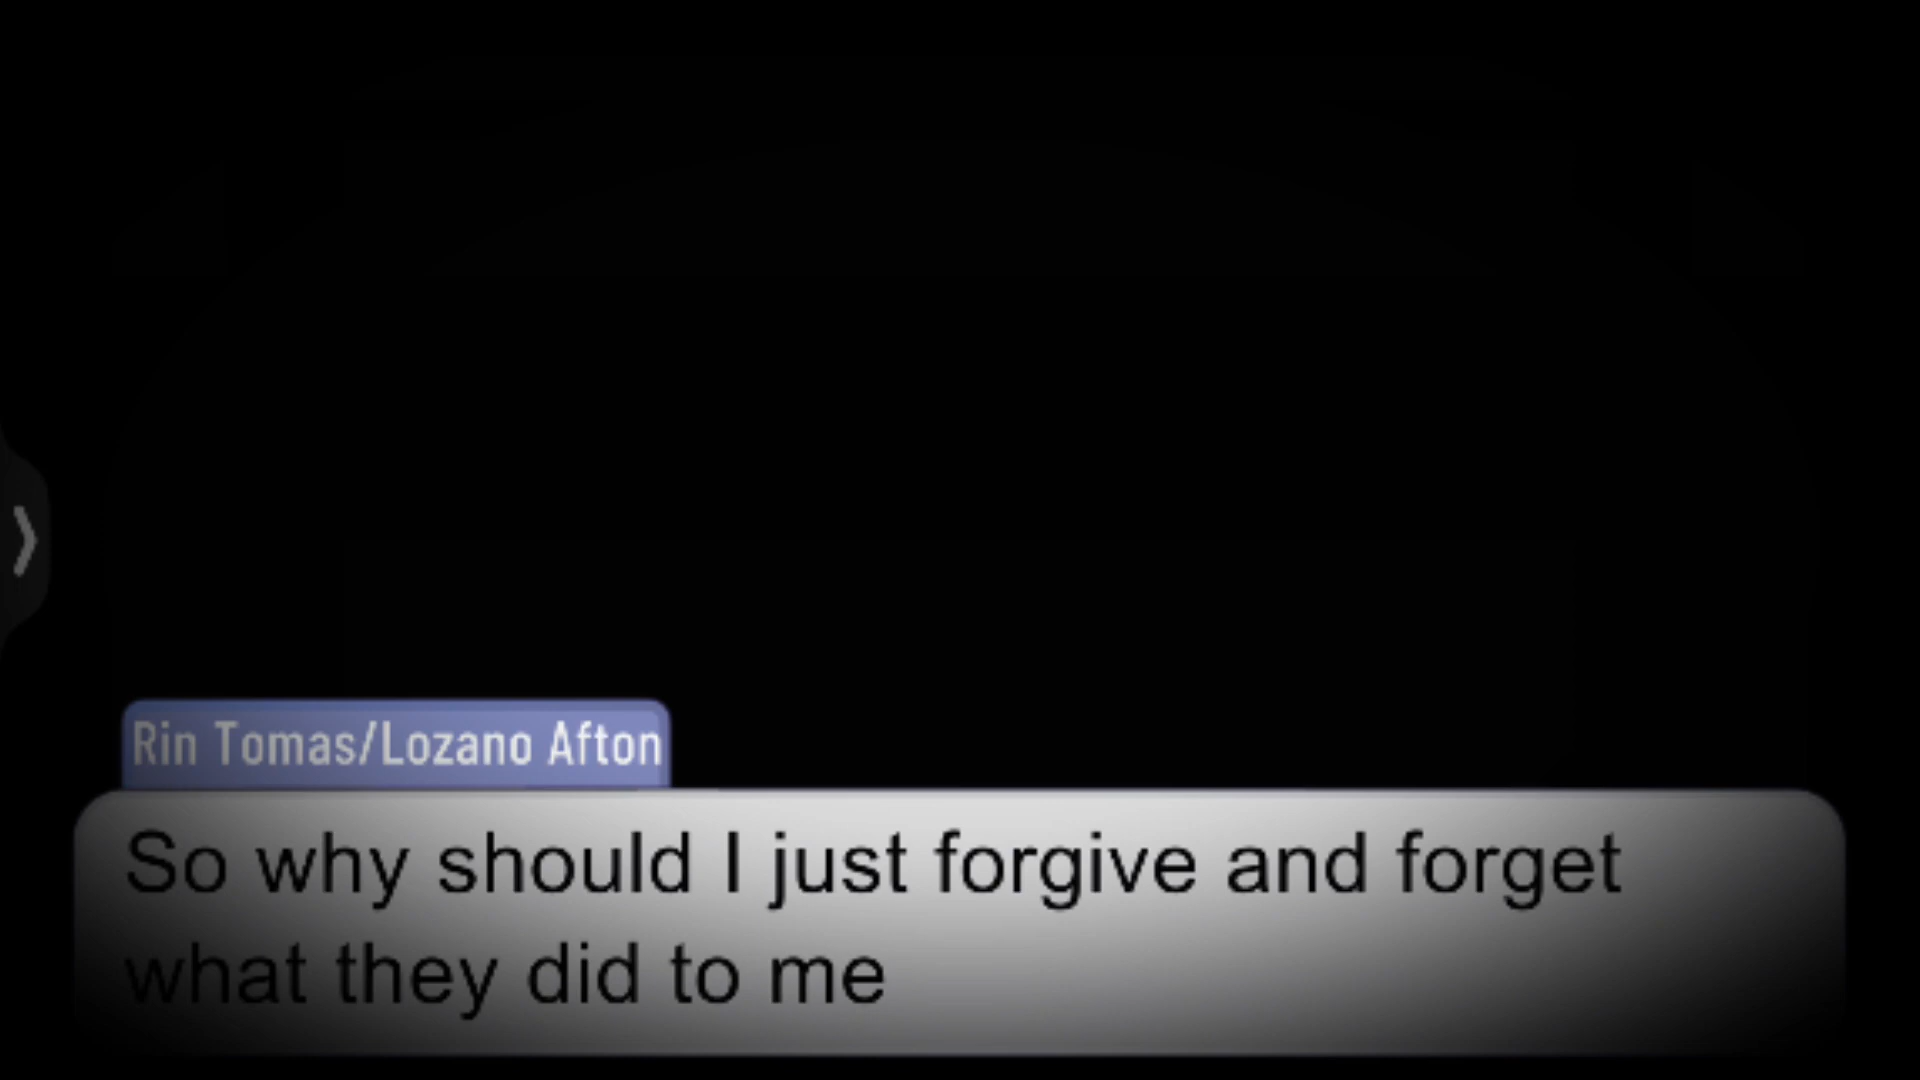 Rin Tomas/Lozano Afton
So why should I just forgive and forget
what they did to me